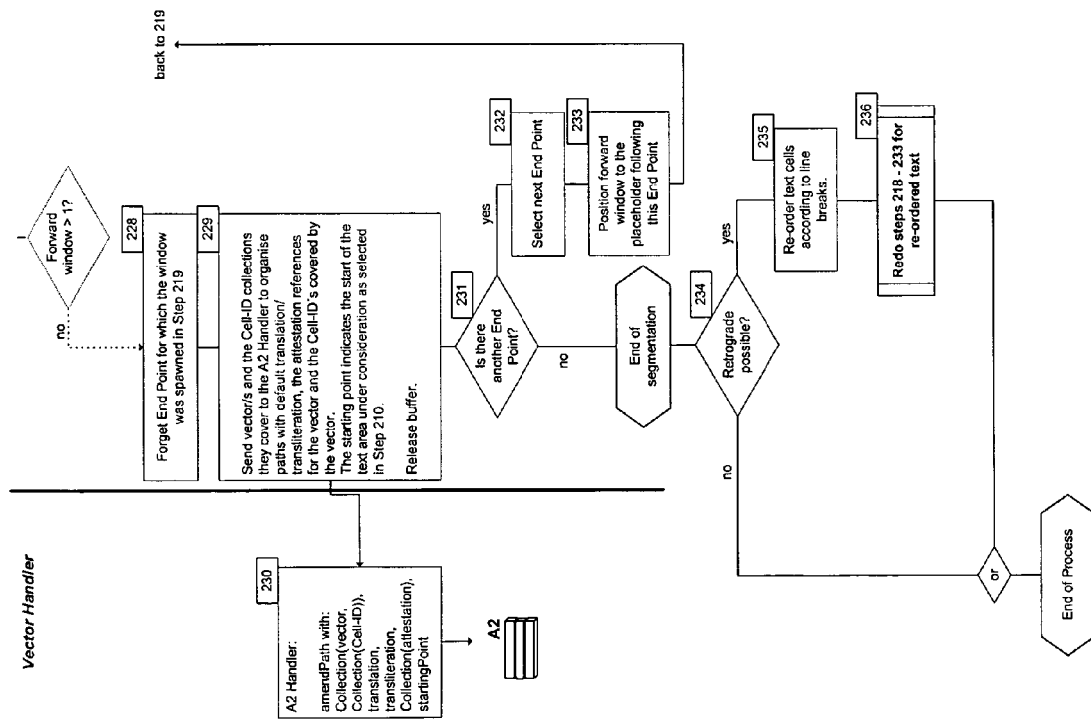 Vector Handler
I
Forward
window > 1?
no
228
Forget End Point for which the window
was spawned in Step 219
229
Send vector/s and the Cell-ID collections
they cover to the A2 Handler to organise
paths with default translation/
transliteration, the attestation references
for the vector and the Cell-ID's covered by
the vector.
The starting point indicates the start of the
text area under consideration as selected
in Step 210.
Release buffer.
230
A2 Handler:
amendPath with:
Collection(vector,
Collection(Cell-ID)),
translation,
transliteration,
Collection(attestation),
startingPoint
A2
231
Is there
another End
Point?
yes
232
Select next End Point
233
Position forward
window to the
placeholder following
this End Point
back to 219
no
End of
segmentation
234
Retrograde
possible?
yes
235
Re-order text cells
according to line
breaks.
236
Redo steps 218 - 233 for
re-ordered text
no
or
End of Process